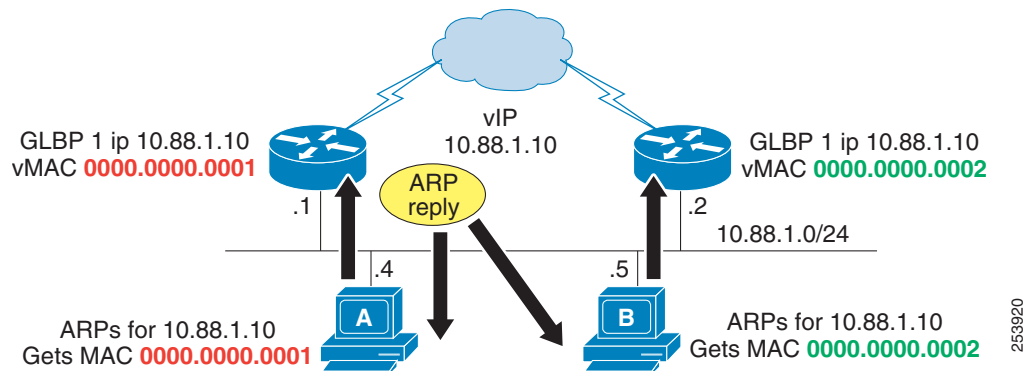 vIP
10.88.1.10
GLBP 1 ip 10.88.1.10
vMAC 0000.0000.0001
GLBP 1 ip 10.88.1.10
vMAC 0000.0000.0002
ARP
reply
.1
.2
10.88.1.0/24
.4
.5
A
B
ARPs for 10.88.1.10
Gets MAC 0000.0000.0001
ARPs for 10.88.1.10
Gets MAC 0000.0000.0002
253920